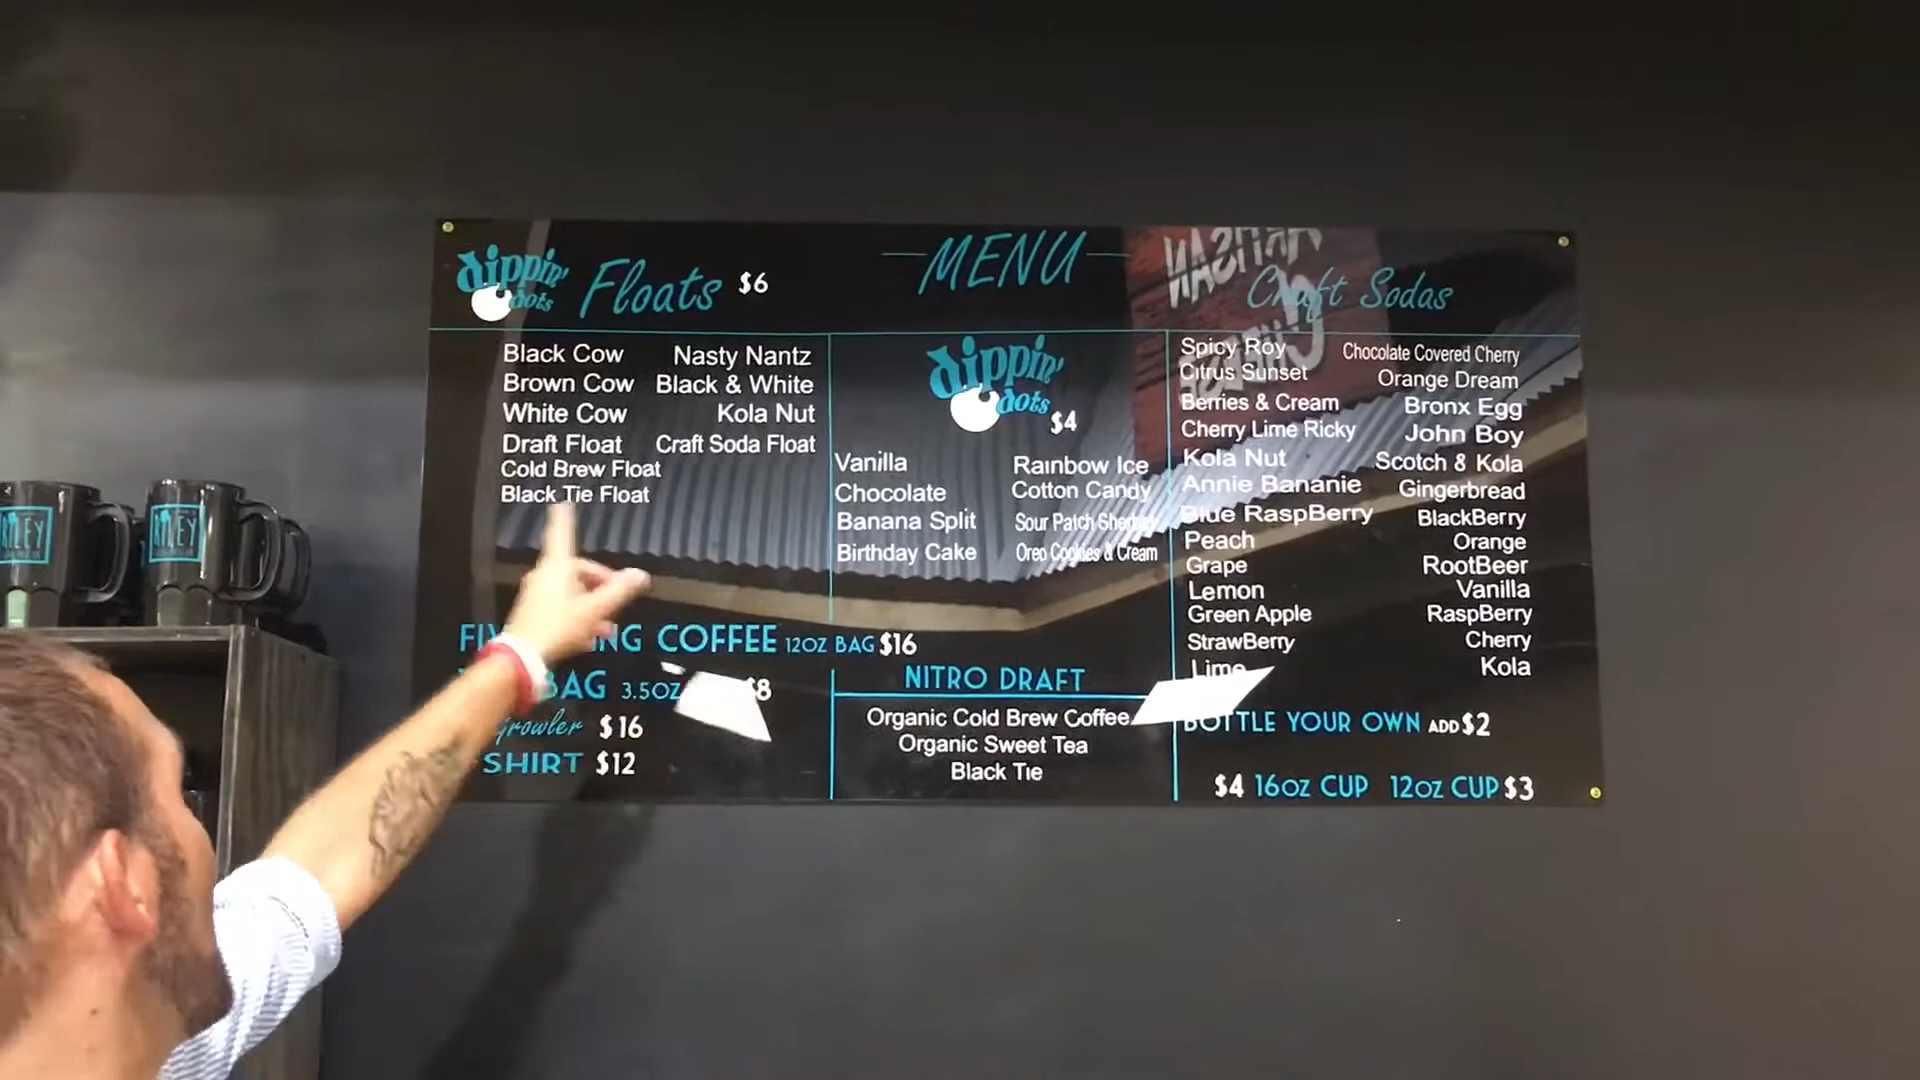 dippin' dots Floats $6
Black Cow
Brown Cow
White Cow
Draft Float
Cold Brew Float
Black Tie Float
Nasty Nantz
Black & White
Kola Nut
Craft Soda Float
COFFEE 12OZ BAG $16
BAG 3.5OZ $8
Growler $16
SHIRT $12
MENU
dippin' dots $4
Vanilla
Chocolate
Banana Split
Birthday Cake
Rainbow Ice
Cotton Candy
Sour Patch Sherbet
Oreo Cookies & Cream
NITRO DRAFT
Organic Cold Brew Coffee
Organic Sweet Tea
Black Tie
Craft Sodas
Spicy Roy
Citrus Sunset
Berries & Cream
Cherry Lime Ricky
Kola Nut
Annie Bananie
Blue RaspBerry
Peach
Grape
Lemon
Green Apple
StrawBerry
Lime
Chocolate Covered Cherry
Orange Dream
Bronx Egg
John Boy
Scotch & Kola
Gingerbread
BlackBerry
Orange
RootBeer
Vanilla
RaspBerry
Cherry
Kola
BOTTLE YOUR OWN ADD $2
$4 16OZ CUP 12OZ CUP $3
ARTISAN